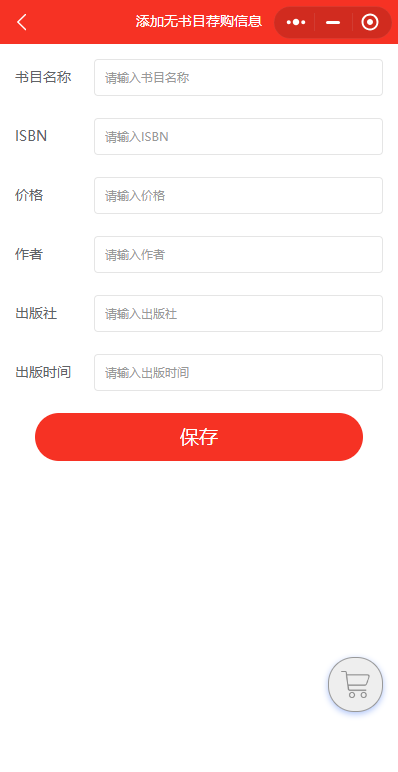 添加无书目荐购信息
书目名称
请输入书目名称
ISBN
请输入ISBN
价格
请输入价格
作者
请输入作者
出版社
请输入出版社
出版时间
请输入出版时间
保存